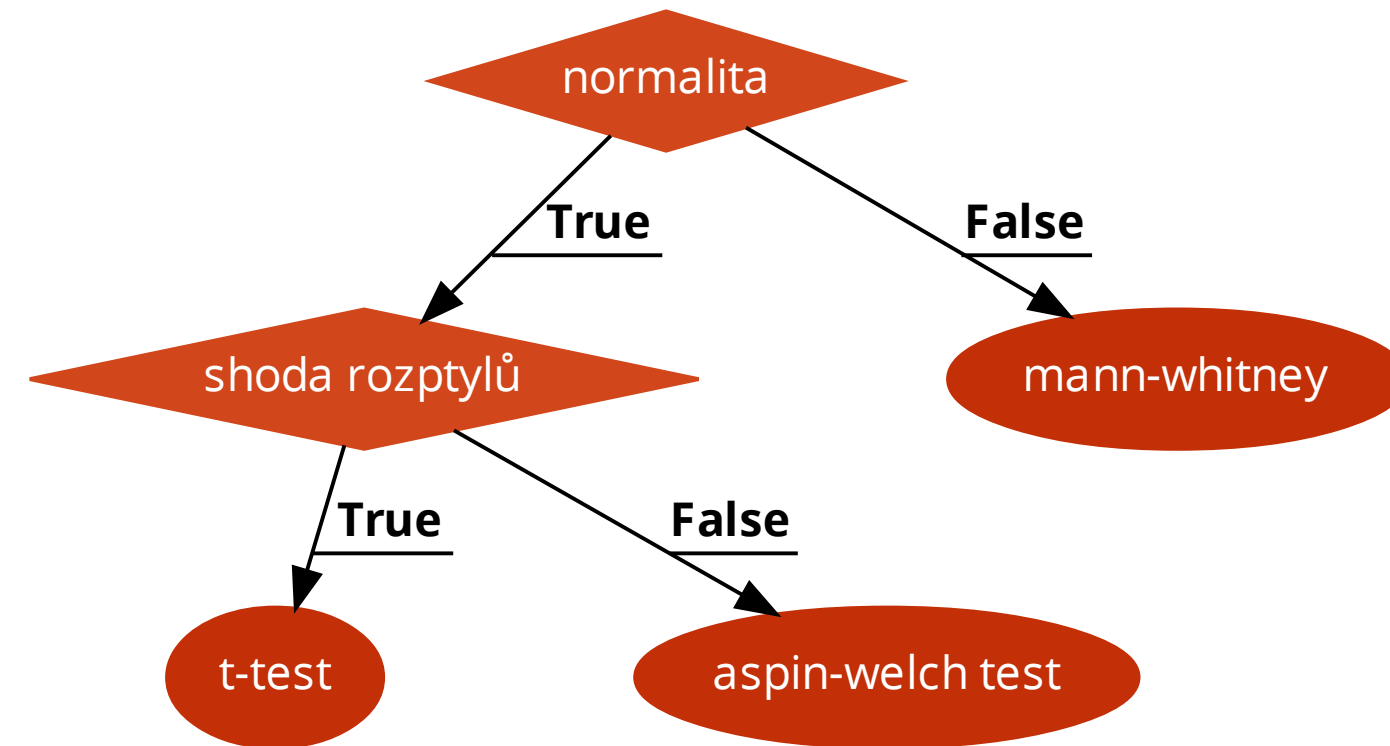 normalita
True
False
shoda rozptylů
mann-whitney
True
False
t-test
aspin-welch test